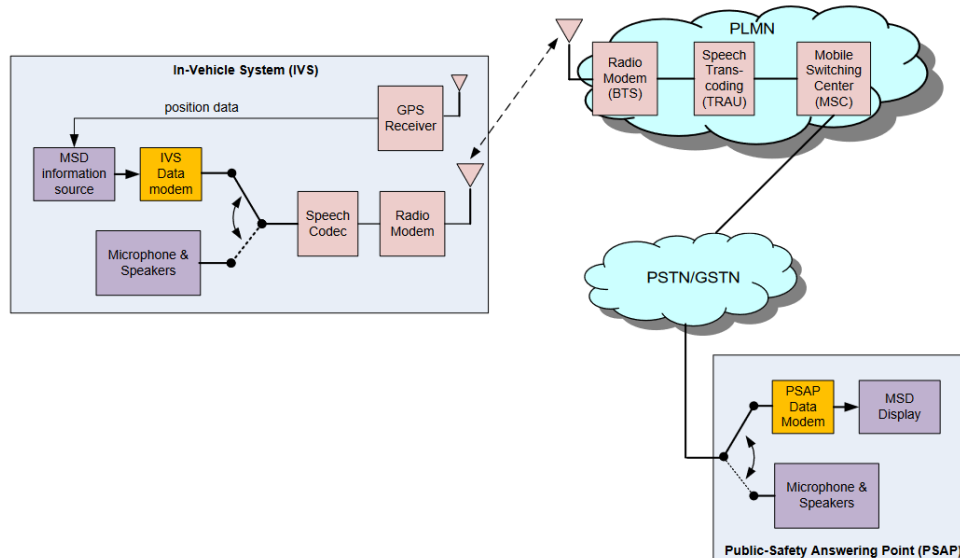 PLMN
Radio
Modem
(BTS)
Speech
Trans-
coding
(TRAU)
Mobile
Switching
Center
(MSC)
In-Vehicle System (IVS)
position data
GPS
Receiver
MSD
information
source
IVS
Data
modem
Speech
Codec
Radio
Modem
Microphone &
Speakers
PSTN/GSTN
PSAP
Data
Modem
MSD
Display
Microphone &
Speakers
Public-Safety Answering Point (PSAP)